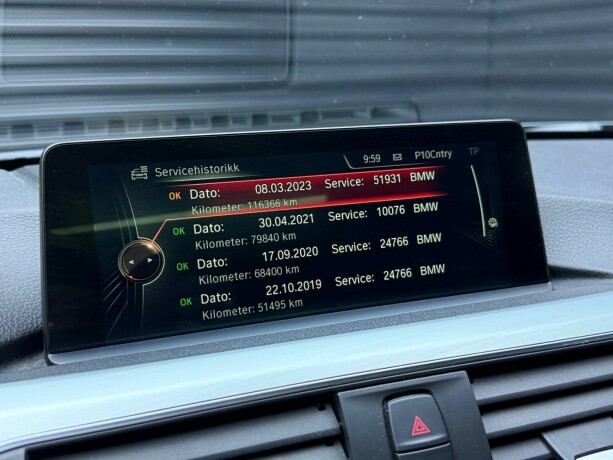 Servicehistorikk 9:59 P10Cntry TP
OK Dato: 08.03.2023 Service: 51931 BMW
Kilometer: 116366 km
OK Dato: 30.04.2021 Service: 10076 BMW
Kilometer: 79840 km
OK Dato: 17.09.2020 Service: 24766 BMW
Kilometer: 68400 km
OK Dato: 22.10.2019 Service: 24766 BMW
Kilometer: 51495 km